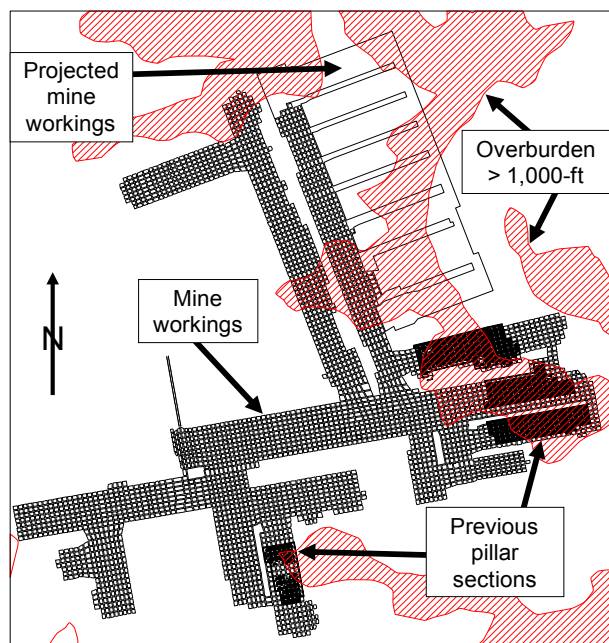 Projected
mine
workings
Overburden
> 1,000-ft
Mine
workings
N
Previous
pillar
sections